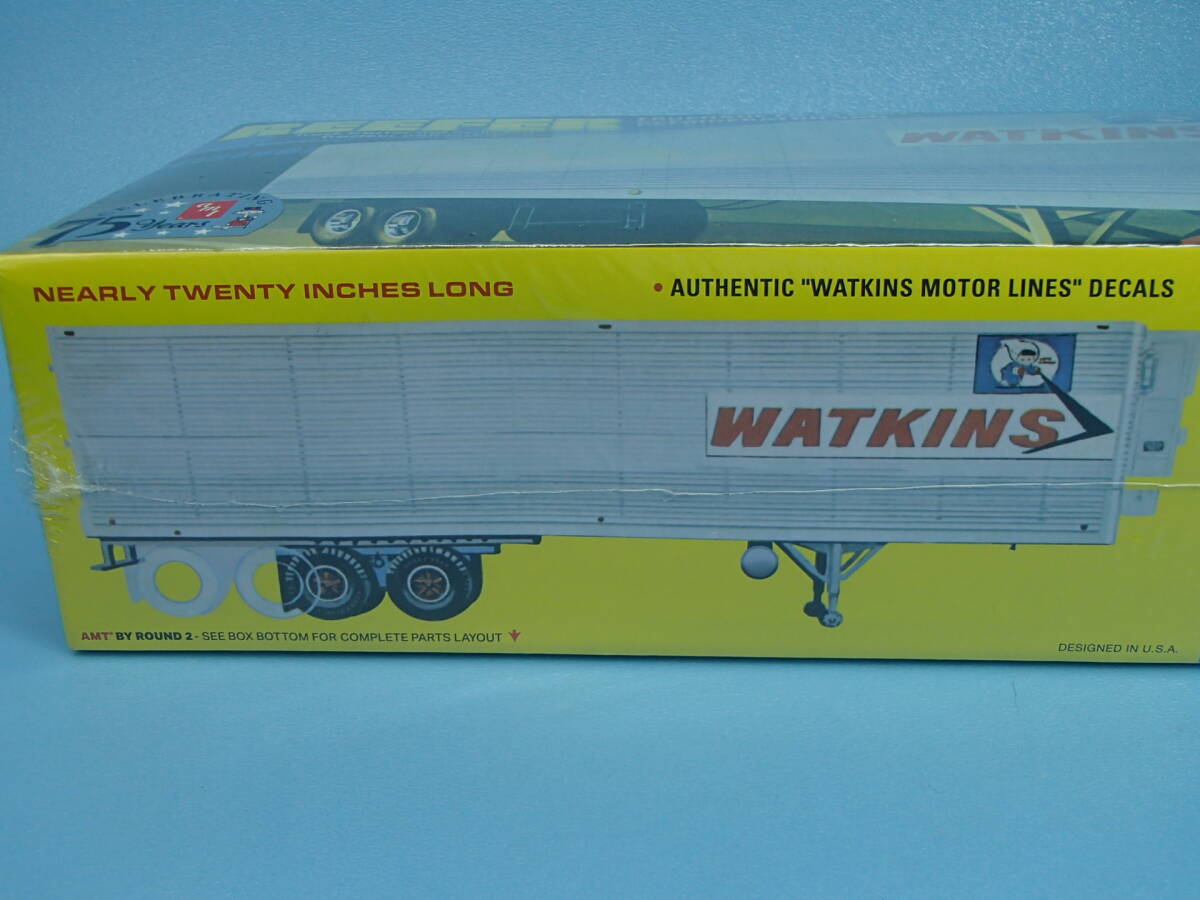 REEFER
WATKINS
CELEBRATING
75 Years
NEARLY TWENTY INCHES LONG
• AUTHENTIC "WATKINS MOTOR LINES" DECALS
WATKINS
AMT® BY ROUND 2 - SEE BOX BOTTOM FOR COMPLETE PARTS LAYOUT
DESIGNED IN U.S.A.